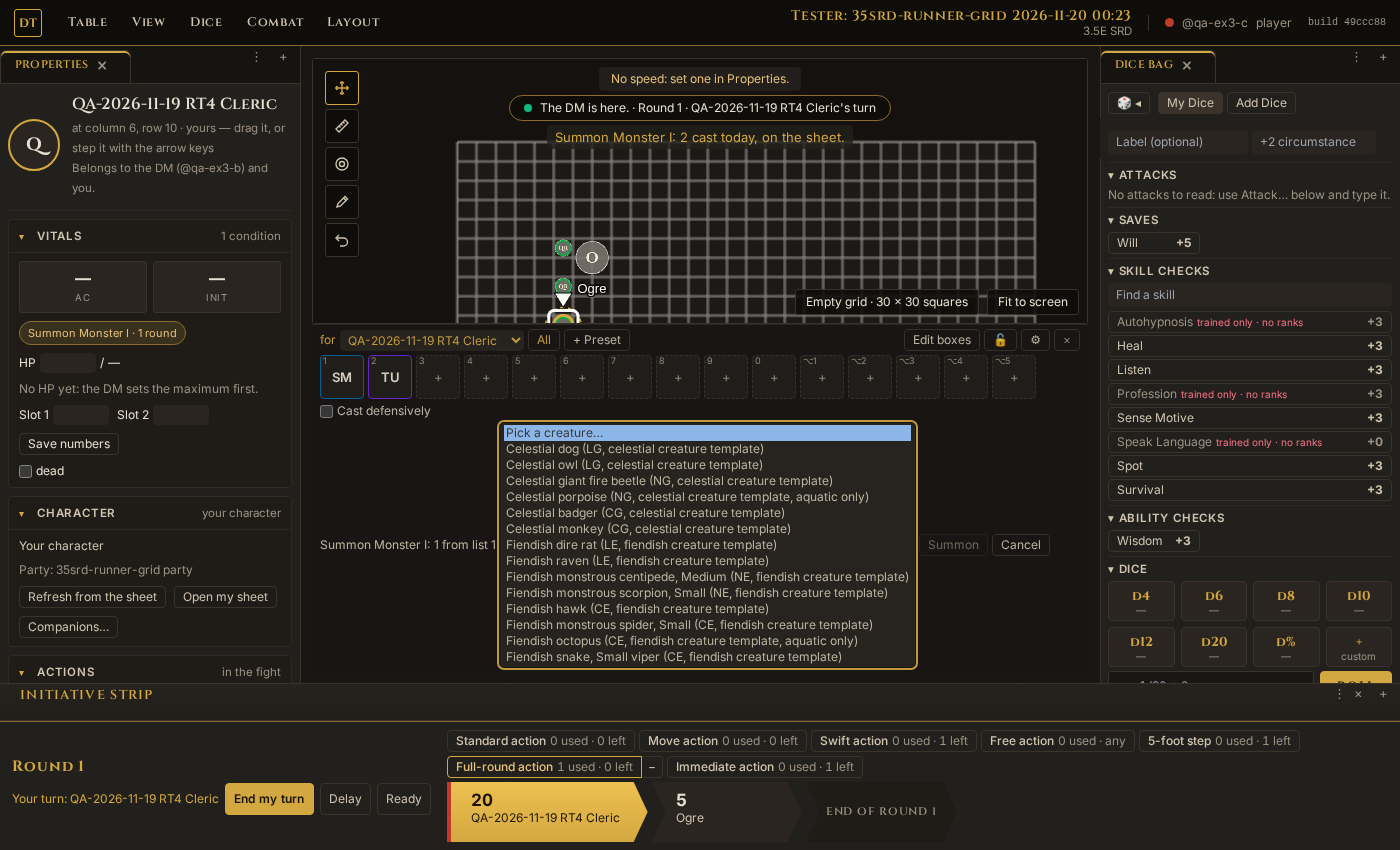 DT
Table View Dice Combat Layout
Tester: 35srd-runner-grid 2026-11-20 00:23
3.5E SRD
@qa-ex3-c player
build 49ccc88
PROPERTIES
Q
QA-2026-11-19 RT4 Cleric
at column 6, row 10 · yours — drag it, or
step it with the arrow keys
Belongs to the DM (@qa-ex3-b) and
you.
VITALS 1 condition
—
AC
—
INIT
Summon Monster I · 1 round
HP / —
No HP yet: the DM sets the maximum first.
Slot 1 Slot 2
Save numbers
dead
CHARACTER your character
Your character
Party: 35srd-runner-grid party
Refresh from the sheet Open my sheet
Companions...
ACTIONS in the fight
No speed: set one in Properties.
The DM is here. · Round 1 · QA-2026-11-19 RT4 Cleric's turn
Summon Monster I: 2 cast today, on the sheet.
O
Ogre
Empty grid · 30 × 30 squares Fit to screen
for QA-2026-11-19 RT4 Cleric All + Preset Edit boxes ×
1 2 3 4 5 6 7 8 9 0 ⌥1 ⌥2 ⌥3 ⌥4 ⌥5
SM TU + + + + + + + + + + + + +
Cast defensively
Pick a creature...
Celestial dog (LG, celestial creature template)
Celestial owl (LG, celestial creature template)
Celestial giant fire beetle (NG, celestial creature template)
Celestial porpoise (NG, celestial creature template, aquatic only)
Celestial badger (CG, celestial creature template)
Celestial monkey (CG, celestial creature template)
Fiendish dire rat (LE, fiendish creature template)
Fiendish raven (LE, fiendish creature template)
Fiendish monstrous centipede, Medium (NE, fiendish creature template)
Fiendish monstrous scorpion, Small (NE, fiendish creature template)
Fiendish hawk (CE, fiendish creature template)
Fiendish monstrous spider, Small (CE, fiendish creature template)
Fiendish octopus (CE, fiendish creature template, aquatic only)
Fiendish snake, Small viper (CE, fiendish creature template)
Summon Monster I: 1 from list 1
Summon Cancel
DICE BAG
My Dice Add Dice
Label (optional) +2 circumstance
ATTACKS
No attacks to read: use Attack... below and type it.
SAVES
Will +5
SKILL CHECKS
Find a skill
Autohypnosis trained only · no ranks +3
Heal +3
Listen +3
Profession trained only · no ranks +3
Sense Motive +3
Speak Language trained only · no ranks +0
Spot +3
Survival +3
ABILITY CHECKS
Wisdom +3
DICE
D4 D6 D8 D10
— — — —
D12 D20 D% +
— — — custom
INITIATIVE STRIP
Round 1
Your turn: QA-2026-11-19 RT4 Cleric End my turn Delay Ready
Standard action 0 used · 0 left Move action 0 used · 0 left Swift action 0 used · 1 left Free action 0 used · any 5-foot step 0 used · 1 left
Full-round action 1 used · 0 left – Immediate action 0 used · 1 left
20
QA-2026-11-19 RT4 Cleric
5
Ogre
END OF ROUND 1